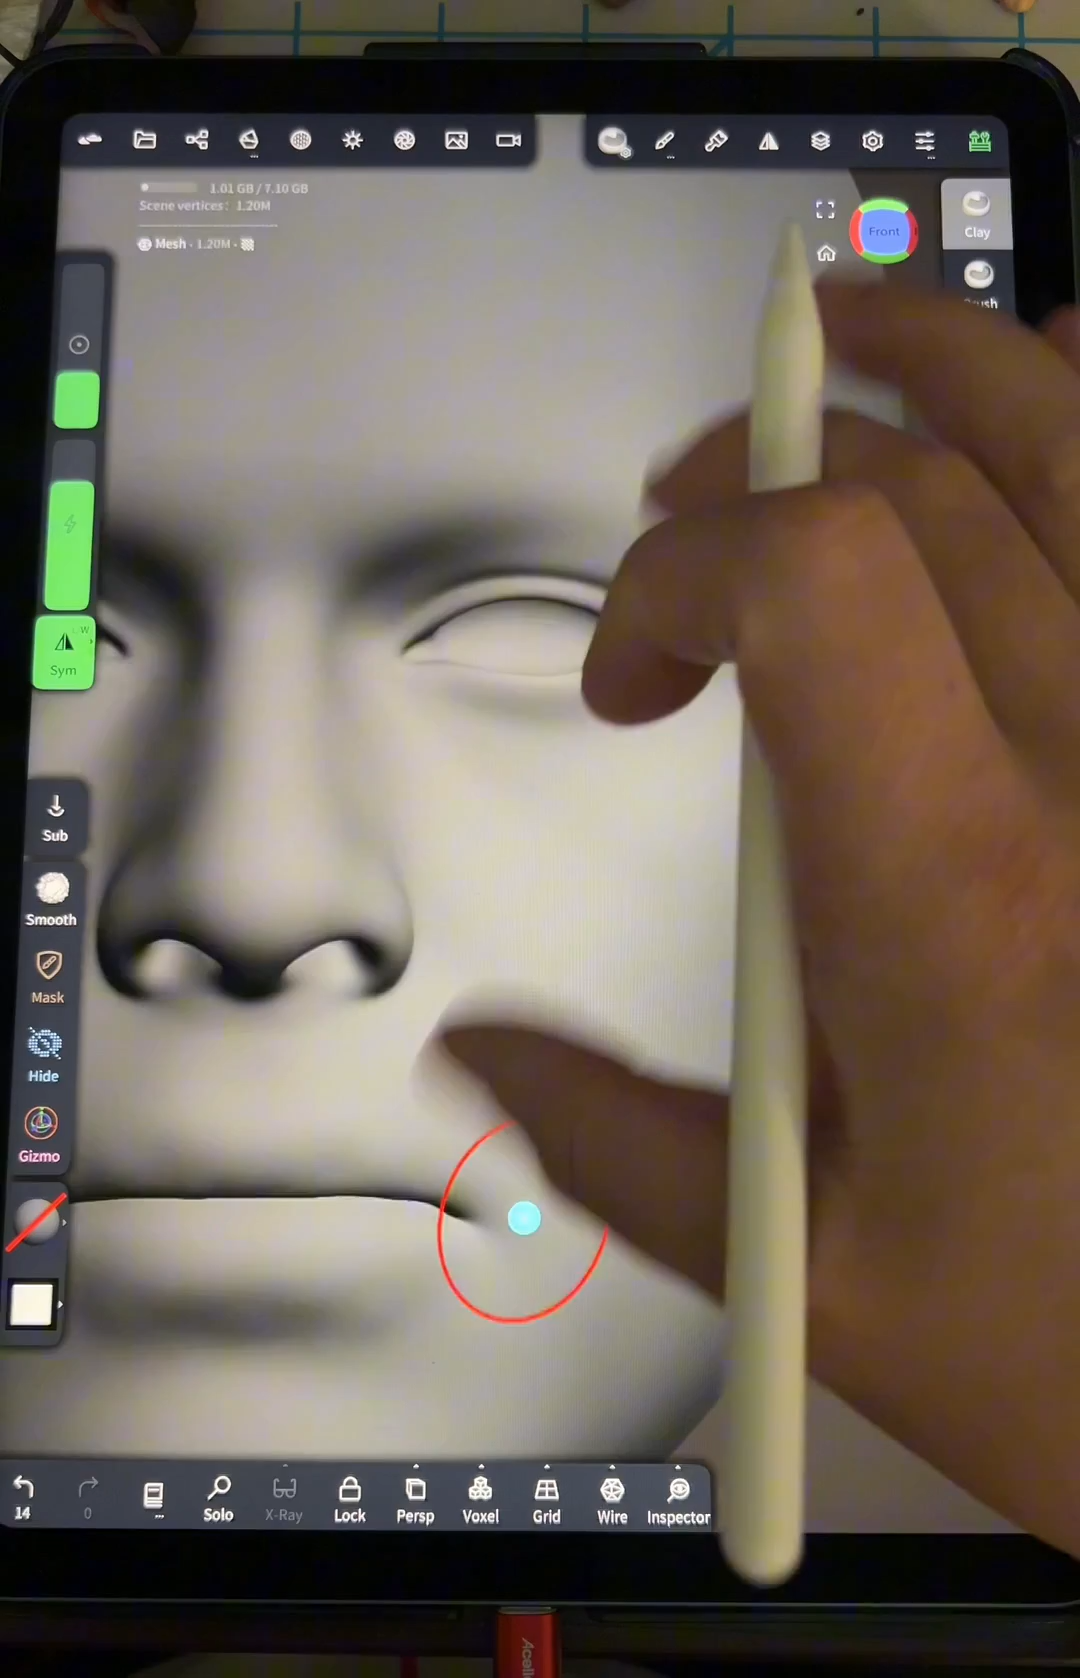 1.01 GB / 7.10 GB
Scene vertices: 1.20M
Mesh · 1.20M ·
Front
Clay
W
Sym
Sub
Smooth
Mask
Hide
Gizmo
14
0
Solo
X-Ray
Lock
Persp
Voxel
Grid
Wire
Inspector